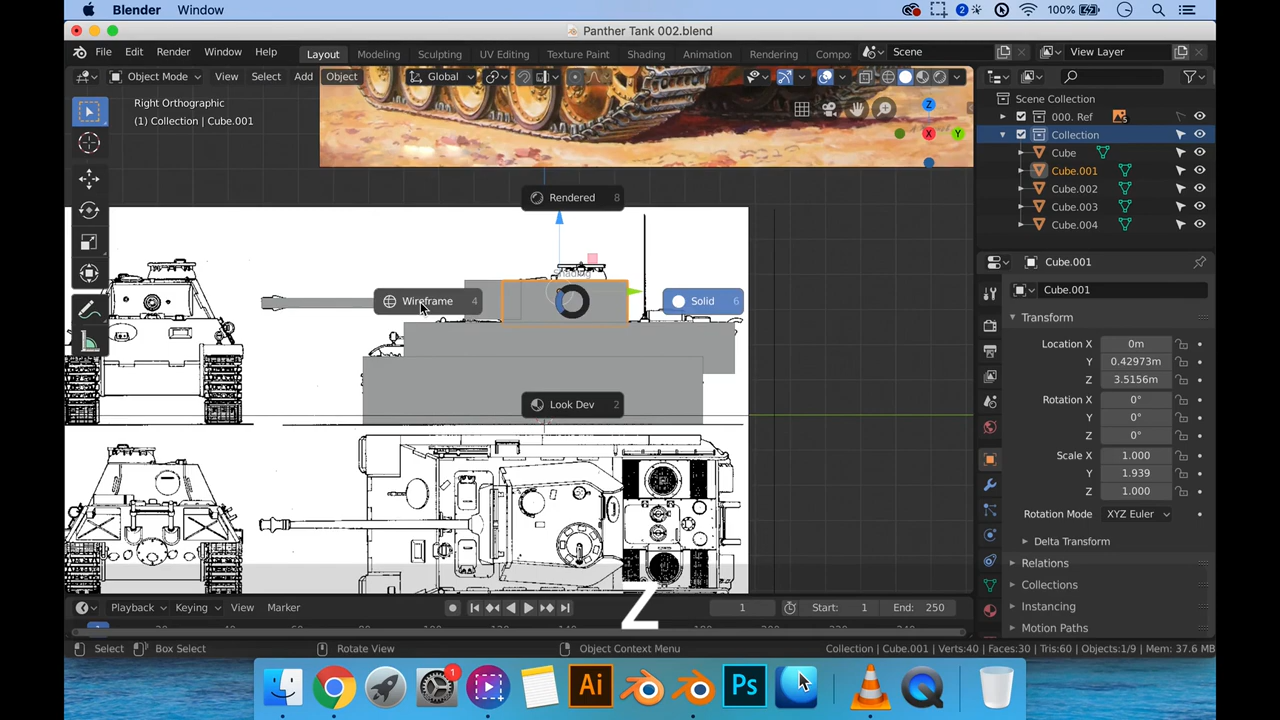 Blender
Window
100%
Panther Tank 002.blend
File Edit Render Window Help
Layout Modeling Sculpting UV Editing Texture Paint Shading Animation Rendering Compo
Scene
View Layer
Object Mode View Select Add Object
Global
Right Orthographic
(1) Collection | Cube.001
Z
X
Y
Scene Collection
000. Ref
5
Collection
Cube
Cube.001
Cube.002
Cube.003
Cube.004
Rendered 8
Shading
Wireframe 4
Solid 6
Look Dev 2
Cube.001
Cube.001
Transform
Location X 0m
Y 0.42973m
Z 3.5156m
Rotation X 0°
Y 0°
Z 0°
Scale X 1.000
Y 1.939
Z 1.000
Rotation Mode XYZ Euler
Delta Transform
Relations
Collections
Instancing
Motion Paths
Z
Playback Keying View Marker
1
Start: 1
End: 250
Select
Box Select
Rotate View
Object Context Menu
Collection | Cube.001 | Verts:40 | Faces:30 | Tris:60 | Objects:1/9 | Mem: 37.6 MB
1
Ai
Ps